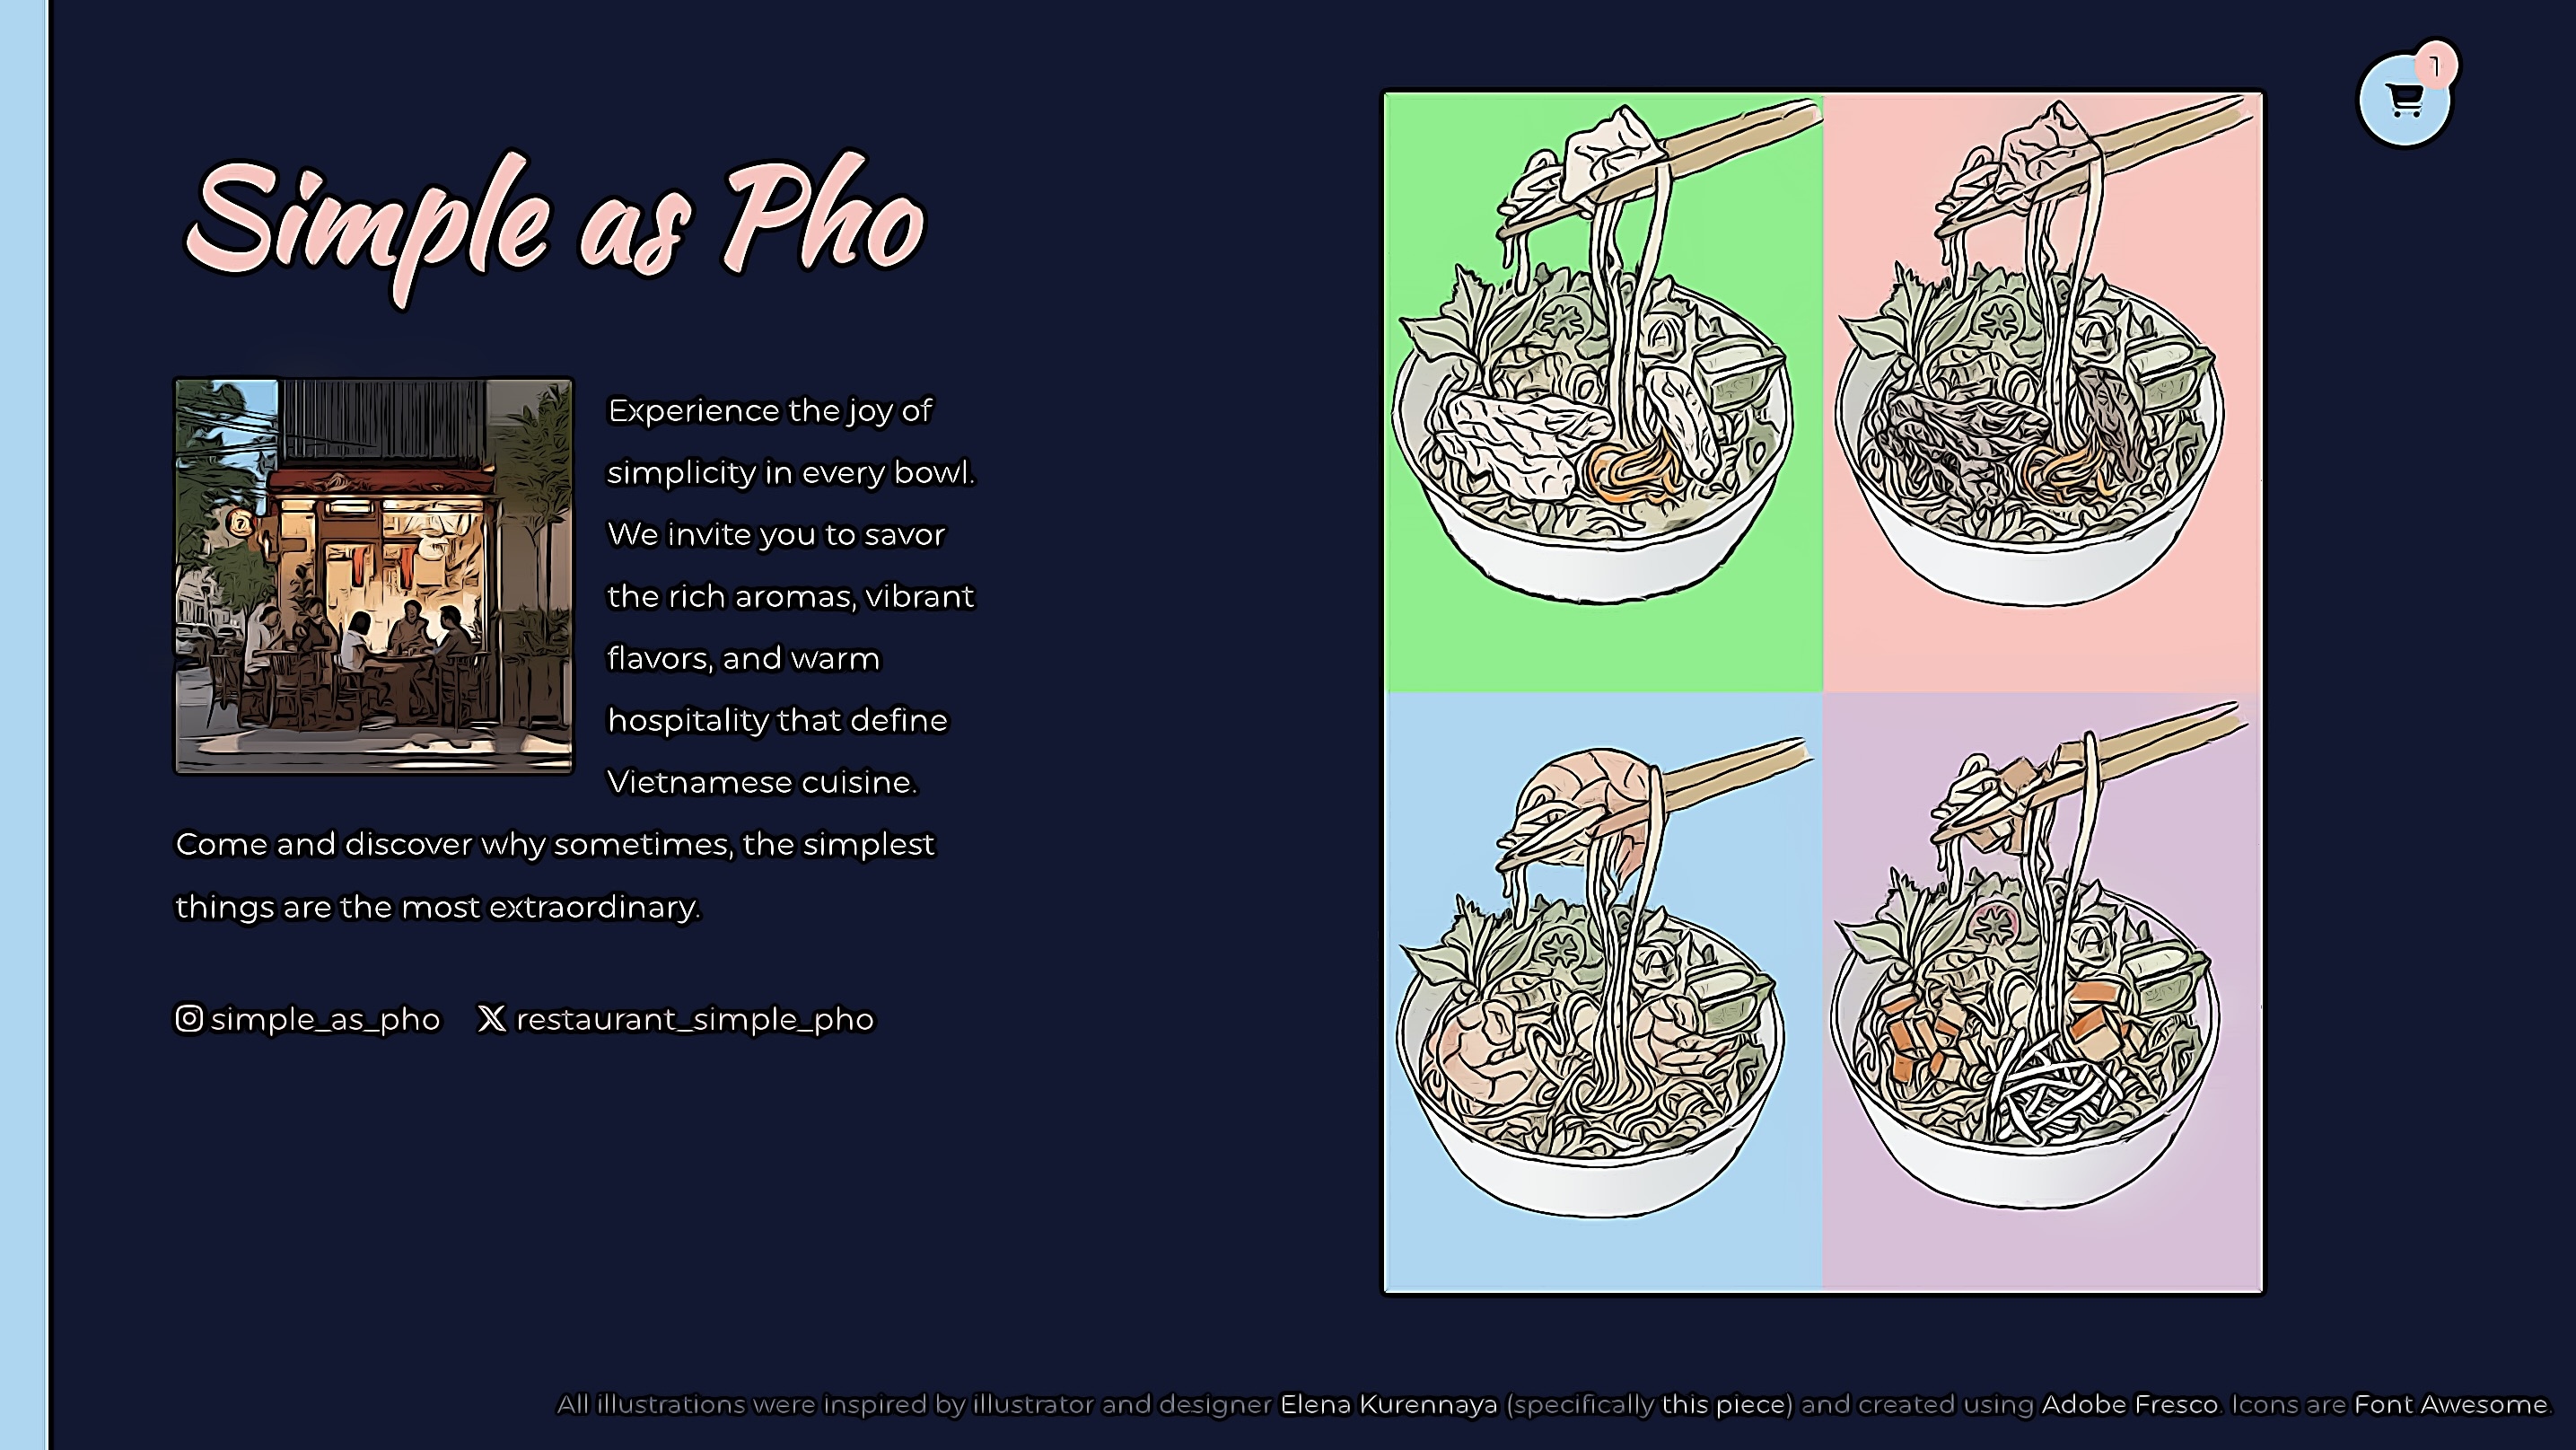 1
Simple as Pho
Experience the joy of
simplicity in every bowl.
We invite you to savor
the rich aromas, vibrant
flavors, and warm
hospitality that define
Vietnamese cuisine.
Come and discover why sometimes, the simplest
things are the most extraordinary.
simple_as_pho
restaurant_simple_pho
All illustrations were inspired by illustrator and designer Elena Kurennaya (specifically this piece) and created using Adobe Fresco. Icons are Font Awesome.